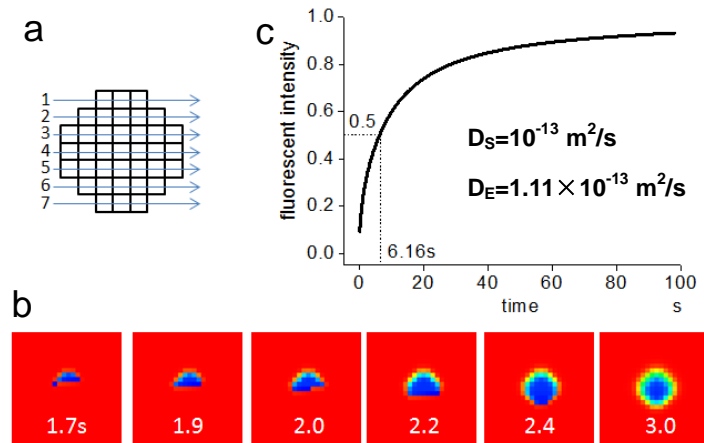 a
1
2
3
4
5
6
7
c
fluorescent intensity
1.0
0.8
0.6
0.4
0.2
0.0
0.5
6.16s
D_S=10^-13 m^2/s
D_E=1.11×10^-13 m^2/s
0 20 40 60 80 100
time s
b
1.7s 1.9 2.0 2.2 2.4 3.0